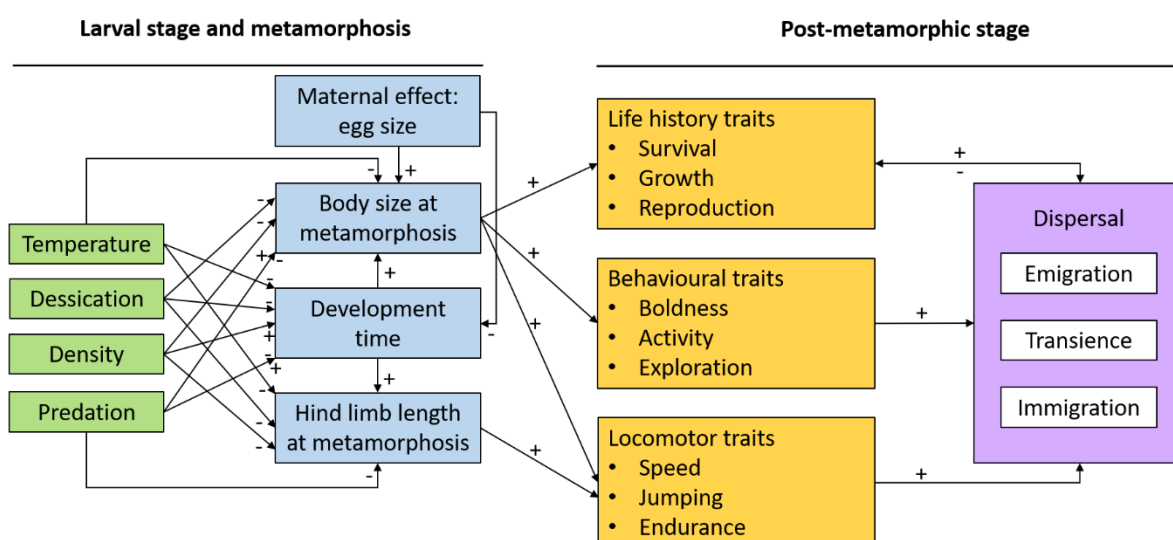 Larval stage and metamorphosis
Post-metamorphic stage
Maternal effect:
egg size
Temperature
Dessication
Density
Predation
Body size at
metamorphosis
Development
time
Hind limb length
at metamorphosis
Life history traits
• Survival
• Growth
• Reproduction
Behavioural traits
• Boldness
• Activity
• Exploration
Locomotor traits
• Speed
• Jumping
• Endurance
Dispersal
Emigration
Transience
Immigration
-
+
-
-
+ -
+
-
-
+
-
+
-
+
-
-
-
-
+
+
+
+
+
-
+
+